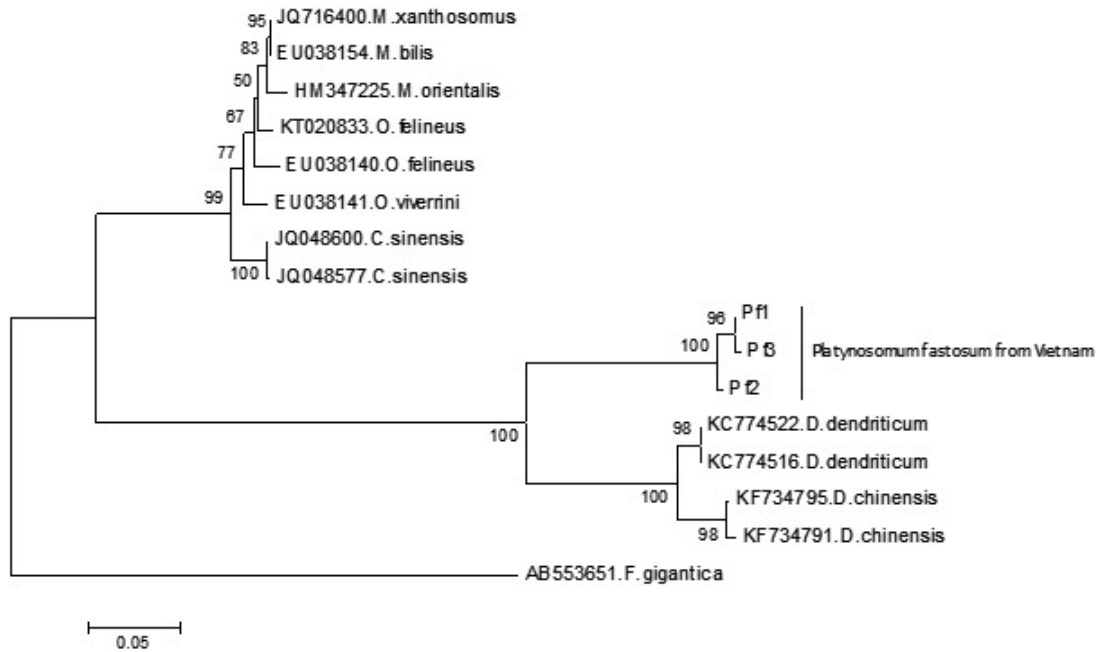 95 JQ716400.M.xanthosomus
83 EU038154.M.bilis
50 HM347225.M.orientalis
67 KT020833.O.felineus
77 EU038140.O.felineus
99 EU038141.O.viverrini
JQ048600.C.sinensis
100 JQ048577.C.sinensis
96 Pf1
100 Pf3 Platynosomum fastosum from Vietnam
Pf2
100
98 KC774522.D.dendriticum
KC774516.D.dendriticum
100 KF734795.D.chinensis
98 KF734791.D.chinensis
AB553651.F.gigantica
0.05